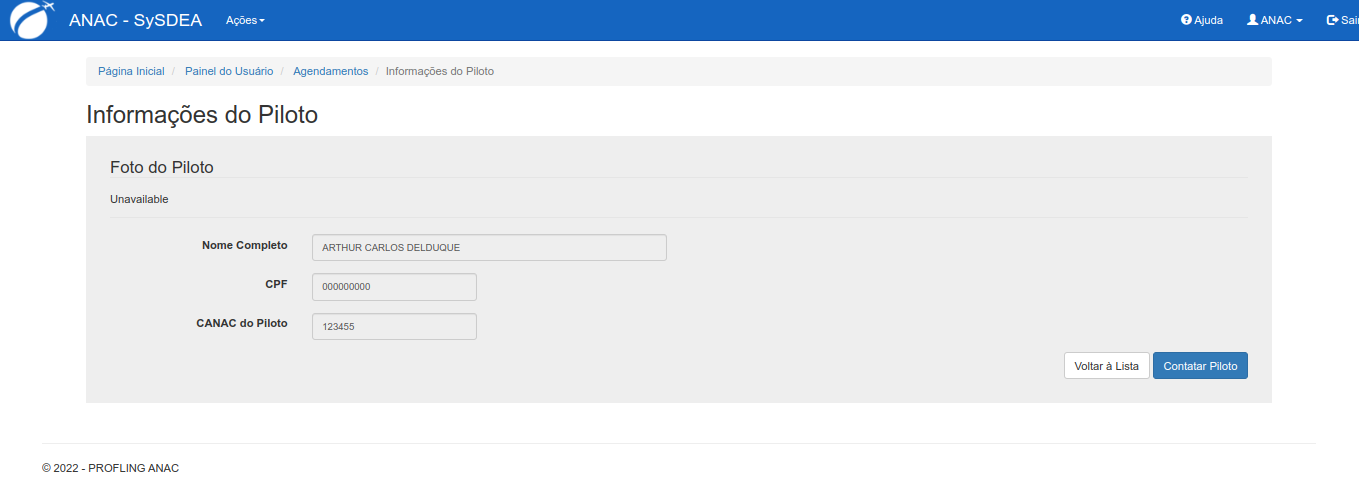 ANAC - SySDEA Ações Ajuda ANAC Sair
Página Inicial / Painel do Usuário / Agendamentos / Informações do Piloto
Informações do Piloto
Foto do Piloto
Unavailable
Nome Completo ARTHUR CARLOS DELDUQUE
CPF 000000000
CANAC do Piloto 123455
Voltar à Lista Contatar Piloto
© 2022 - PROFLING ANAC